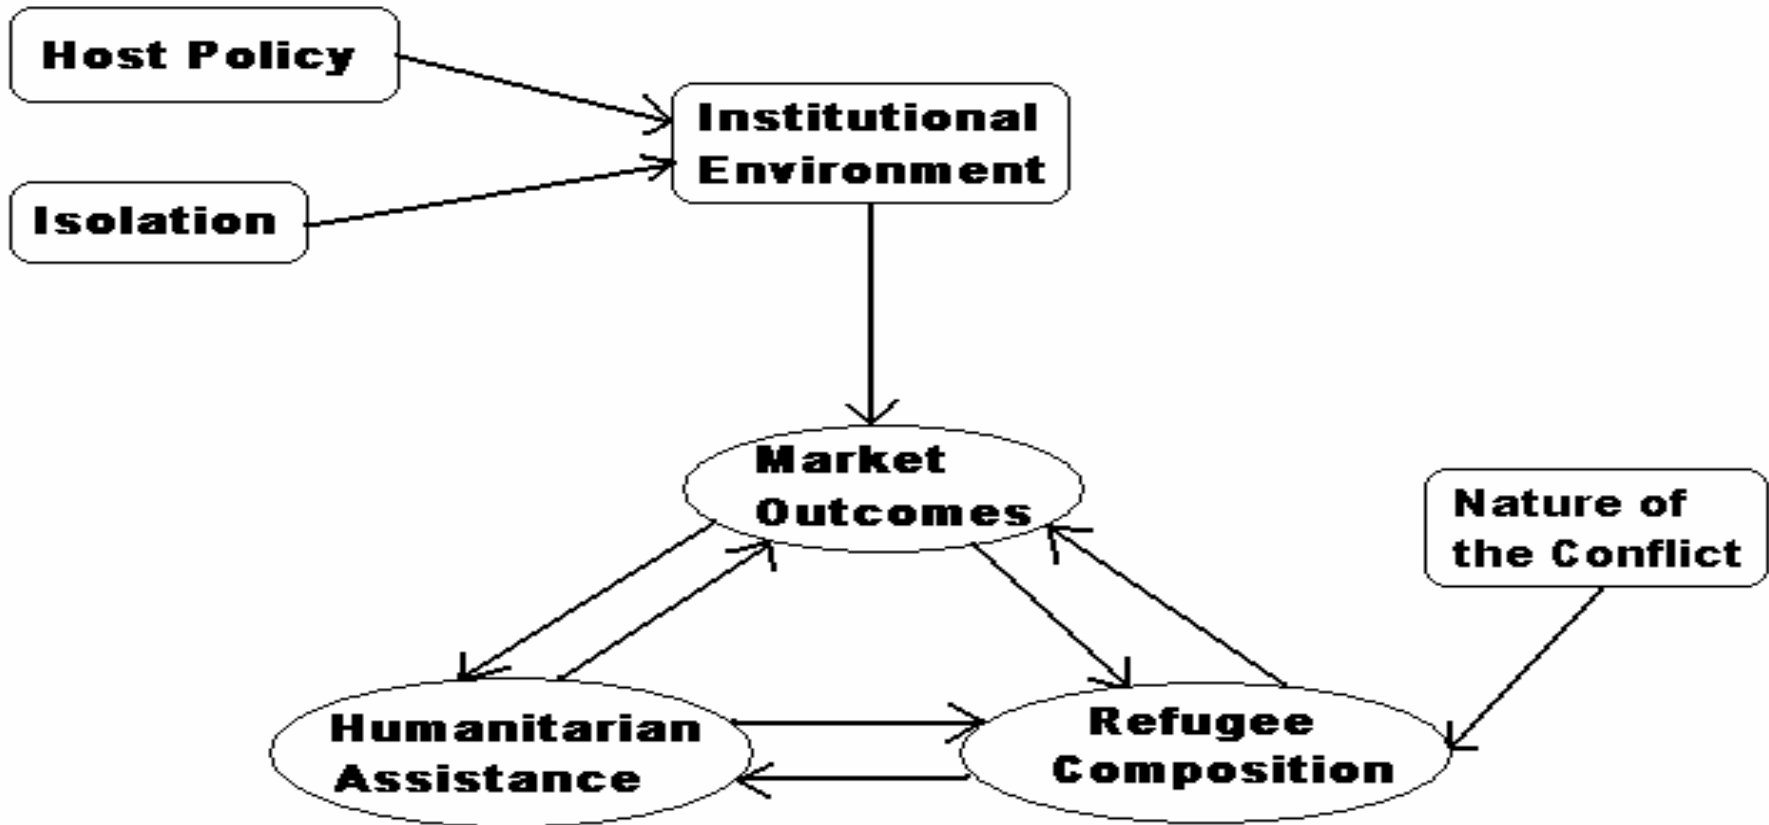 Host Policy
Institutional
Environment
Isolation
Market
Outcomes
Nature of
the Conflict
Humanitarian
Assistance
Refugee
Composition